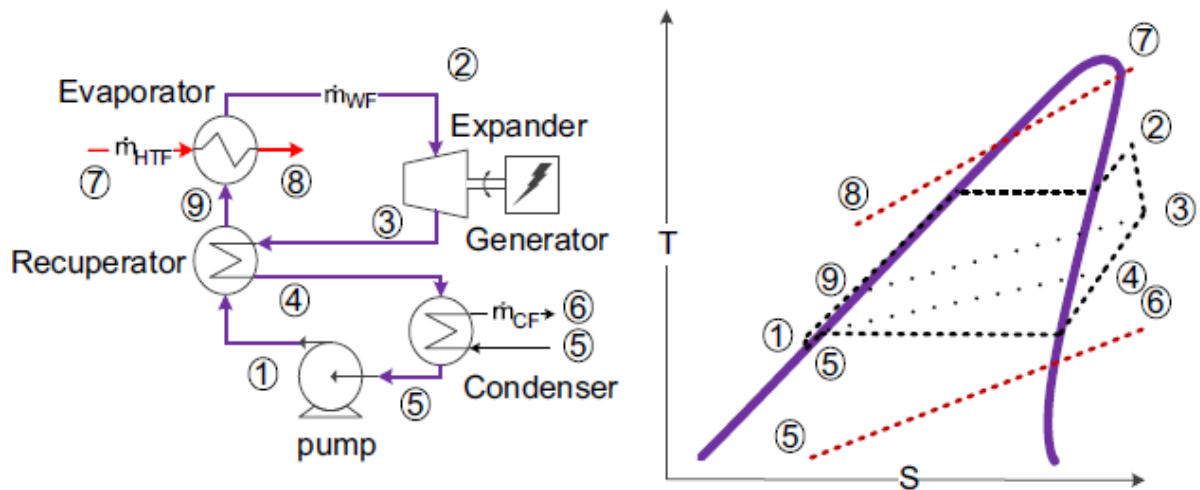 ②
Evaporator
ṁWF
Expander
ṁHTF
⑦
⑧
⑨
③
Generator
Recuperator
④
ṁCF
⑥
⑤
①
Condenser
⑤
pump
T
S
⑦
②
⑧
③
⑨
④
⑥
①
⑤
⑤